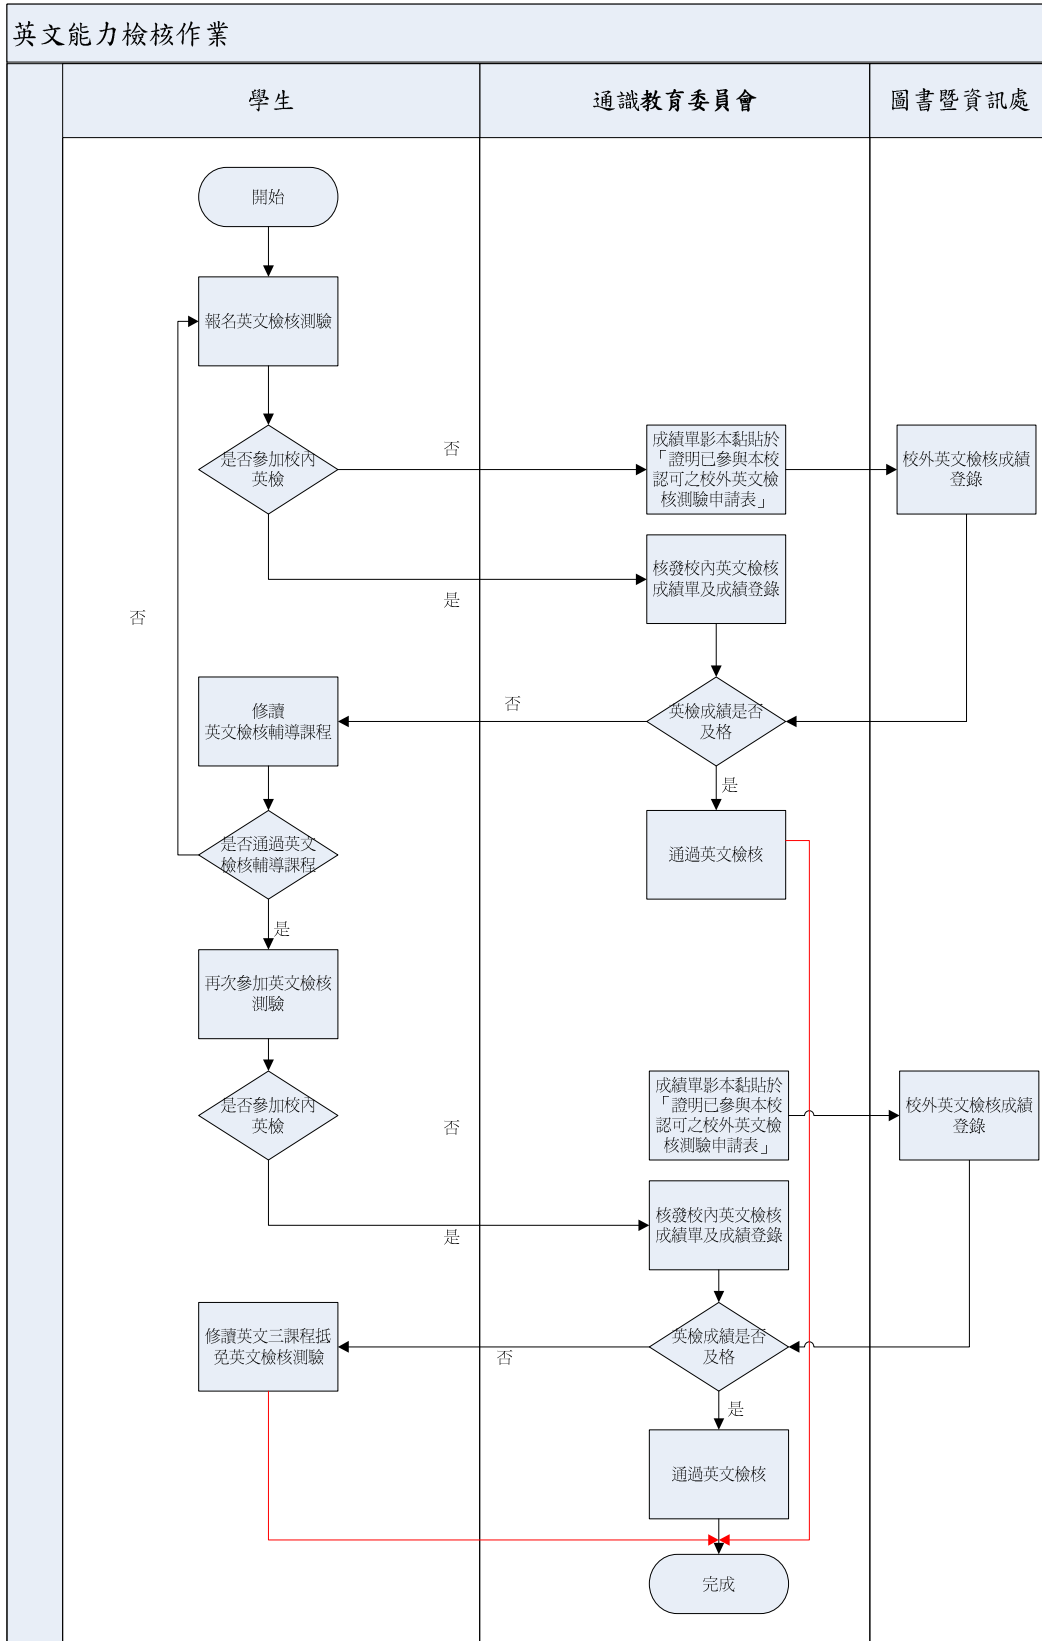 英文能力檢核作業
學生
通識教育委員會
圖書暨資訊處
開始
報名英文檢核測驗
是否參加校內
英檢
否
成績單影本黏貼於
「證明已參與本校
認可之校外英文檢
核測驗申請表」
校外英文檢核成績
登錄
是
核發校內英文檢核
成績單及成績登錄
否
英檢成績是否
及格
否
修讀
英文檢核輔導課程
是
通過英文檢核
是否通過英文
檢核輔導課程
是
再次參加英文檢核
測驗
是否參加校內
英檢
否
成績單影本黏貼於
「證明已參與本校
認可之校外英文檢
核測驗申請表」
校外英文檢核成績
登錄
是
核發校內英文檢核
成績單及成績登錄
英檢成績是否
及格
否
修讀英文三課程抵
免英文檢核測驗
是
通過英文檢核
完成